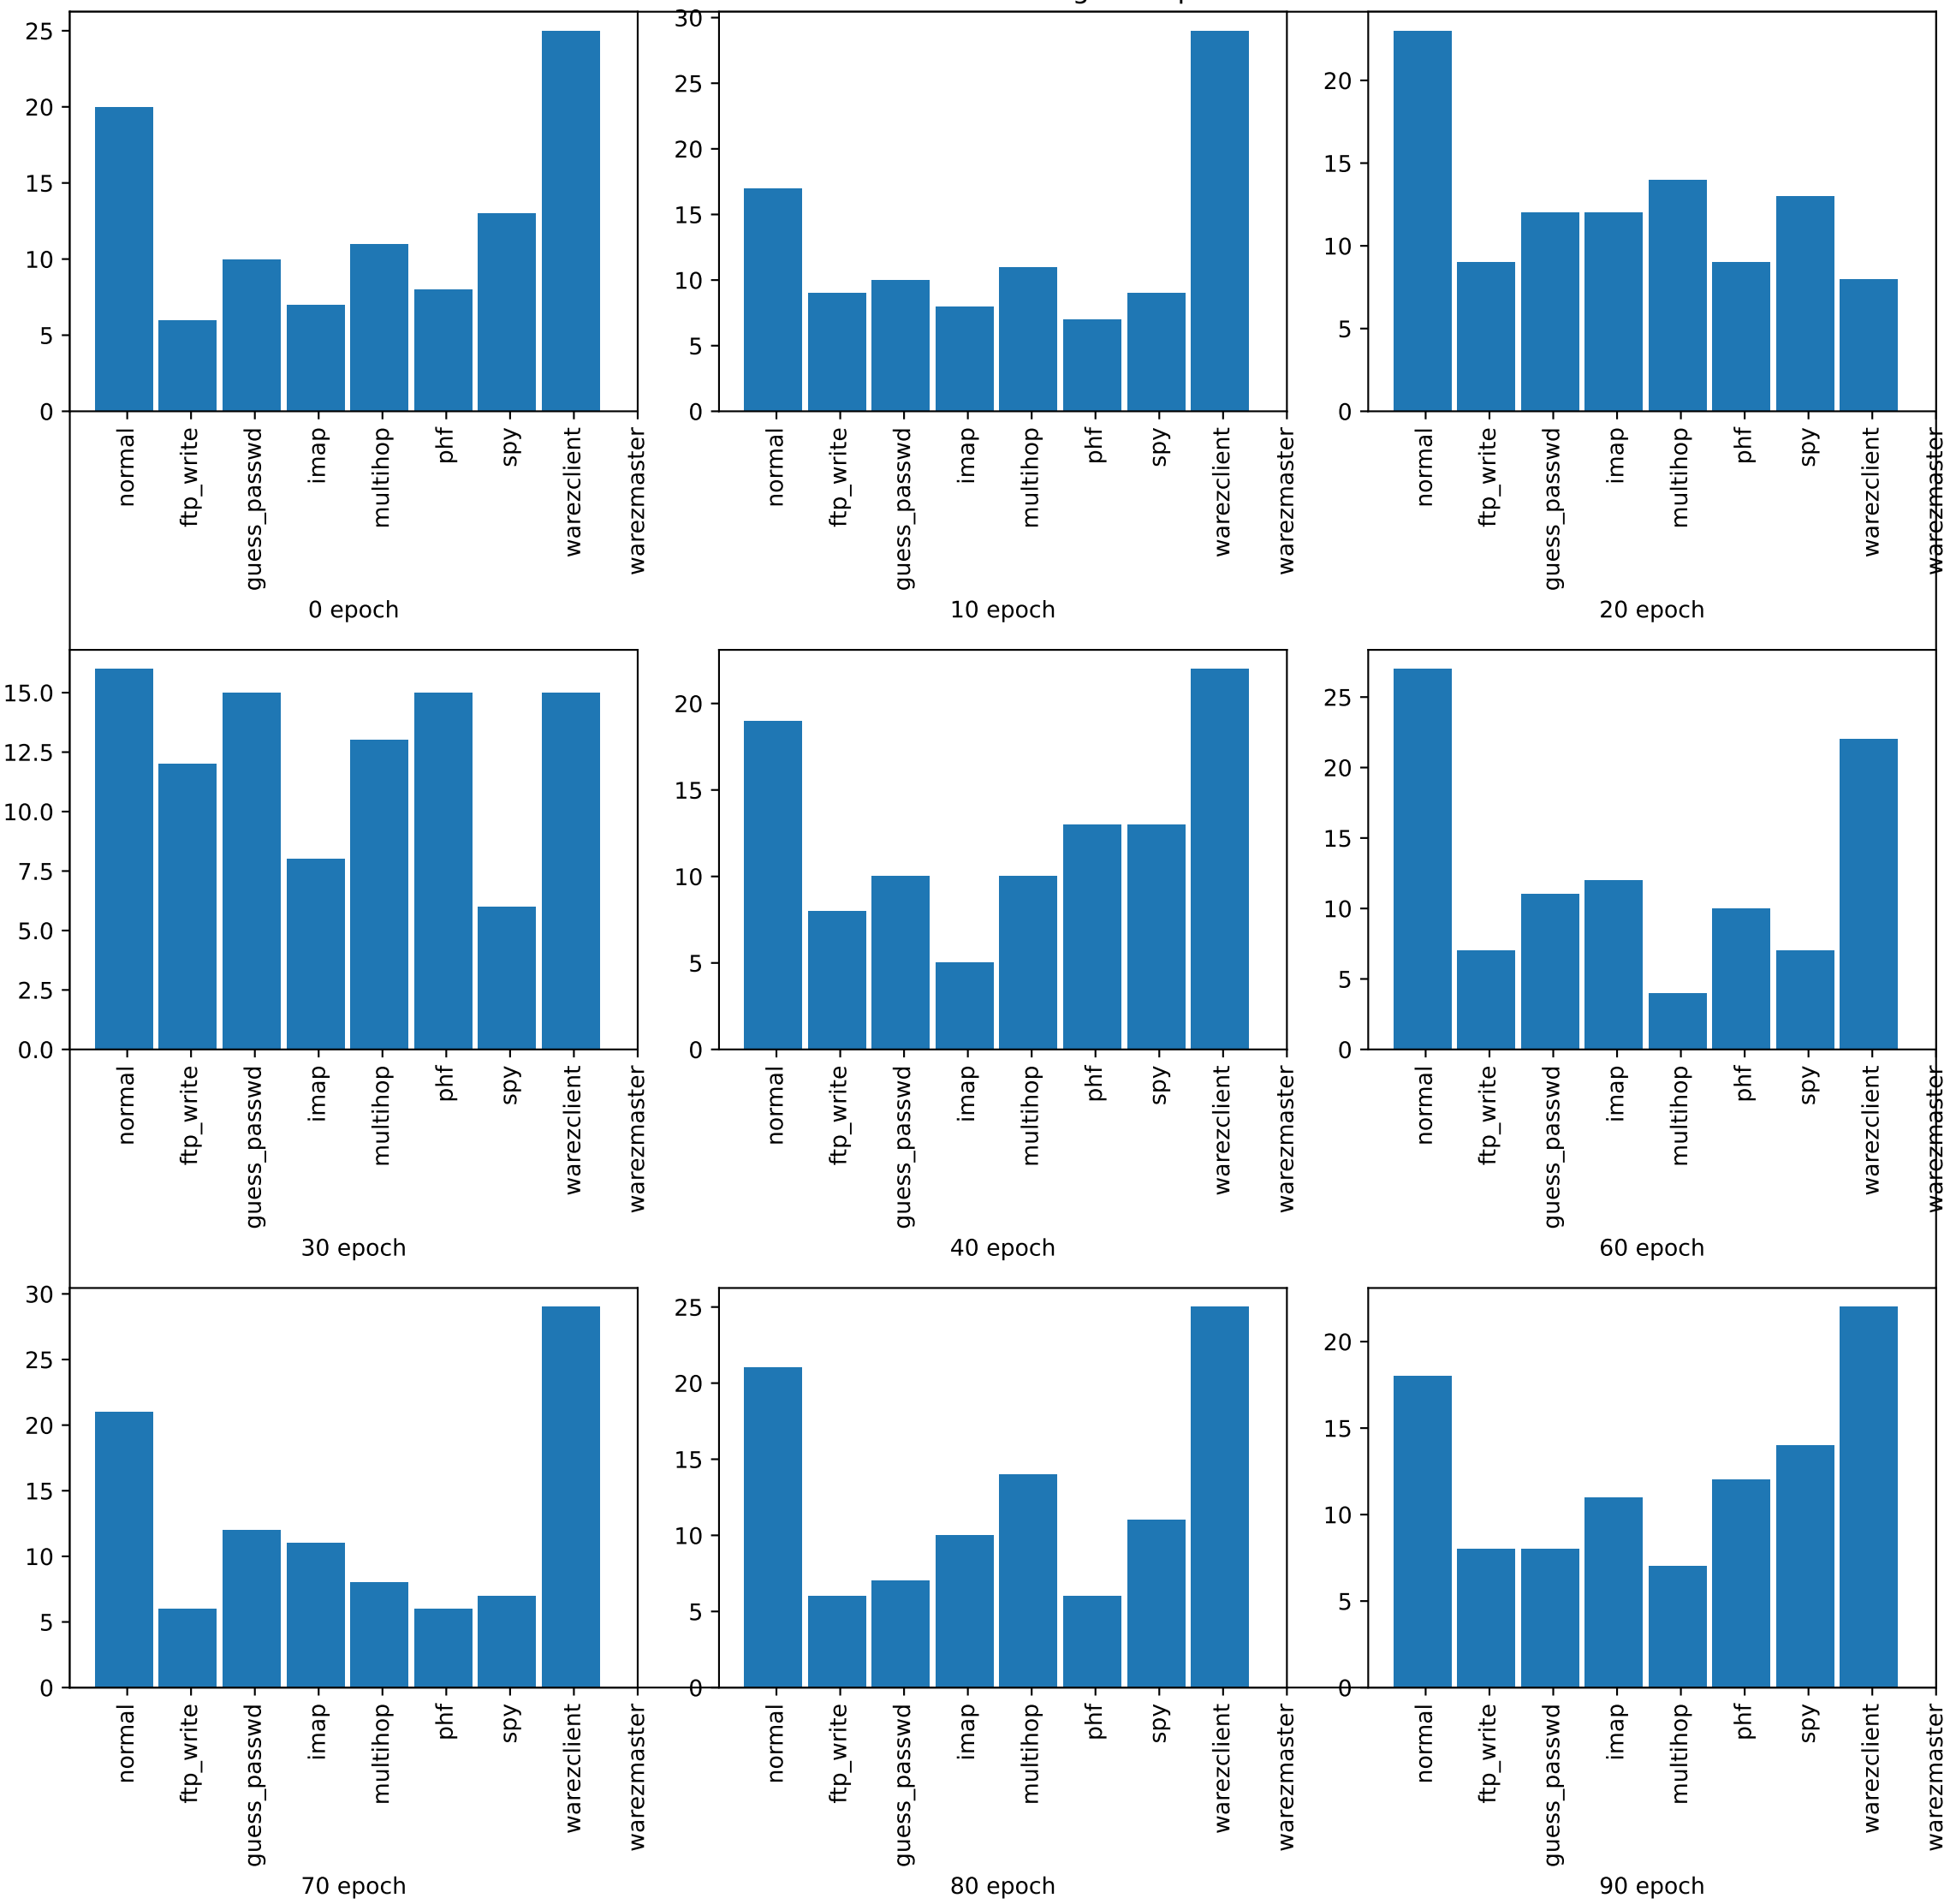 25
20
15
10
5
0
normal
ftp_write
guess_passwd
imap
multihop
phf
spy
warezclient
warezmaster
0 epoch
30
25
20
15
10
5
0
normal
ftp_write
guess_passwd
imap
multihop
phf
spy
warezclient
warezmaster
10 epoch
20
15
10
5
0
normal
ftp_write
guess_passwd
imap
multihop
phf
spy
warezclient
warezmaster
20 epoch
15.0
12.5
10.0
7.5
5.0
2.5
0.0
normal
ftp_write
guess_passwd
imap
multihop
phf
spy
warezclient
warezmaster
30 epoch
20
15
10
5
0
normal
ftp_write
guess_passwd
imap
multihop
phf
spy
warezclient
warezmaster
40 epoch
25
20
15
10
5
0
normal
ftp_write
guess_passwd
imap
multihop
phf
spy
warezclient
warezmaster
60 epoch
30
25
20
15
10
5
0
normal
ftp_write
guess_passwd
imap
multihop
phf
spy
warezclient
warezmaster
70 epoch
25
20
15
10
5
0
normal
ftp_write
guess_passwd
imap
multihop
phf
spy
warezclient
warezmaster
80 epoch
20
15
10
5
0
normal
ftp_write
guess_passwd
imap
multihop
phf
spy
warezclient
warezmaster
90 epoch